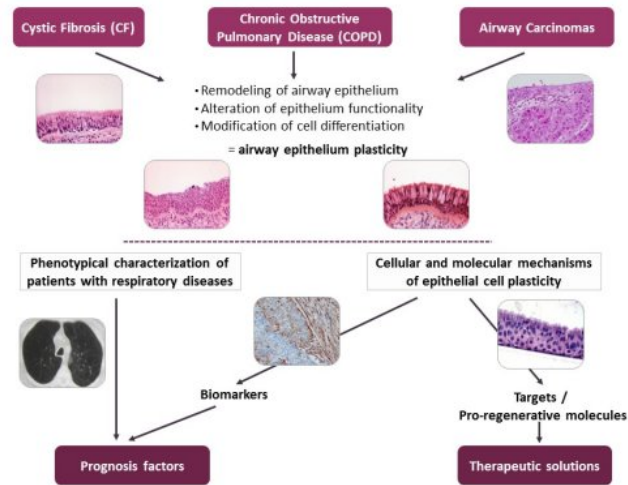 Cystic Fibrosis (CF)
Chronic Obstructive
Pulmonary Disease (COPD)
Airway Carcinomas
• Remodeling of airway epithelium
• Alteration of epithelium functionality
• Modification of cell differentiation
= airway epithelium plasticity
Phenotypical characterization of
patients with respiratory diseases
Cellular and molecular mechanisms
of epithelial cell plasticity
Biomarkers
Targets /
Pro-regenerative molecules
Prognosis factors
Therapeutic solutions